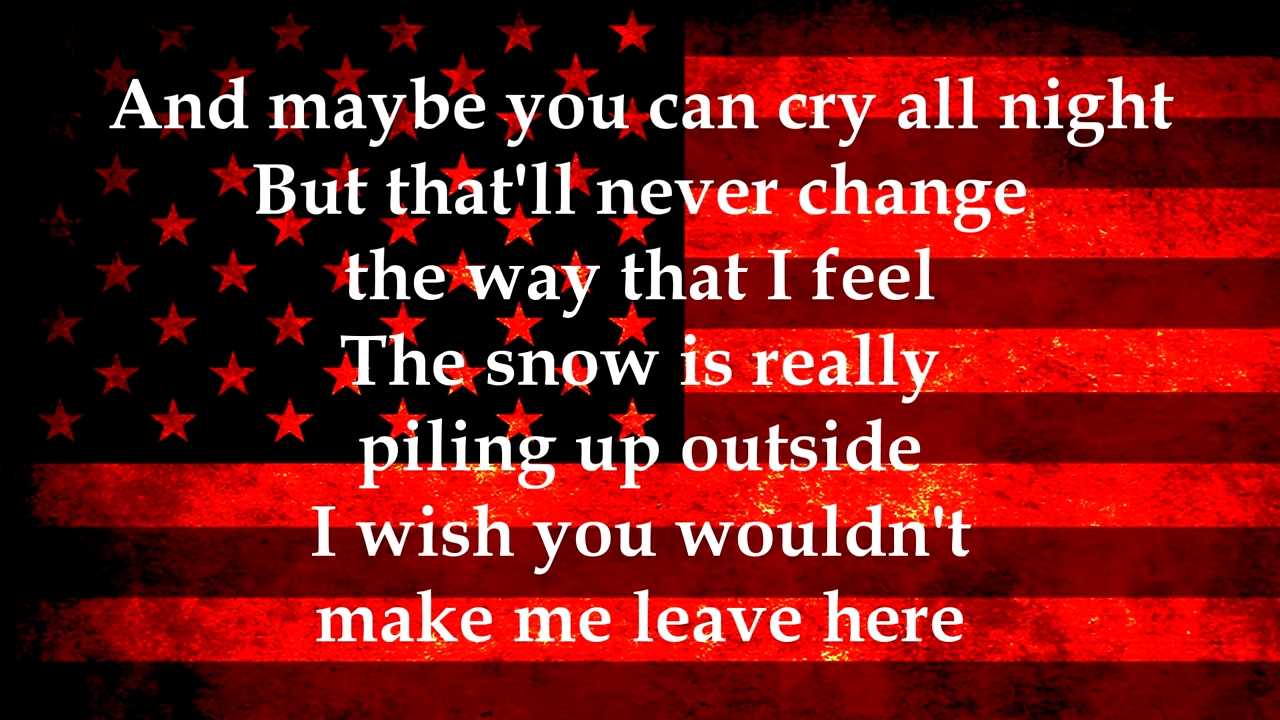 And maybe you can cry all night
But that'll never change
the way that I feel
The snow is really
piling up outside
I wish you wouldn't
make me leave here